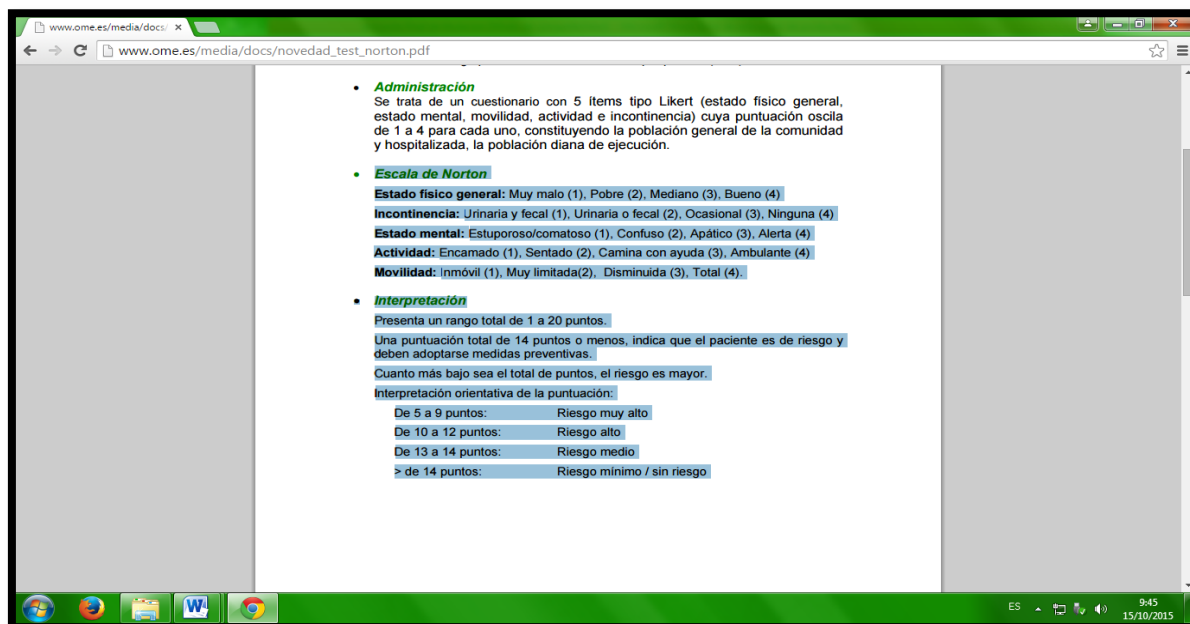 www.ome.es/media/docs/
www.ome.es/media/docs/novedad_test_norton.pdf
• Administración
Se trata de un cuestionario con 5 ítems tipo Likert (estado físico general,
estado mental, movilidad, actividad e incontinencia) cuya puntuación oscila
de 1 a 4 para cada uno, constituyendo la población general de la comunidad
y hospitalizada, la población diana de ejecución.
• Escala de Norton
Estado físico general: Muy malo (1), Pobre (2), Mediano (3), Bueno (4)
Incontinencia: Urinaria y fecal (1), Urinaria o fecal (2), Ocasional (3), Ninguna (4)
Estado mental: Estuporoso/comatoso (1), Confuso (2), Apático (3), Alerta (4)
Actividad: Encamado (1), Sentado (2), Camina con ayuda (3), Ambulante (4)
Movilidad: Inmóvil (1), Muy limitada(2), Disminuida (3), Total (4).
• Interpretación
Presenta un rango total de 1 a 20 puntos.
Una puntuación total de 14 puntos o menos, indica que el paciente es de riesgo y
deben adoptarse medidas preventivas.
Cuanto más bajo sea el total de puntos, el riesgo es mayor.
Interpretación orientativa de la puntuación:
De 5 a 9 puntos: Riesgo muy alto
De 10 a 12 puntos: Riesgo alto
De 13 a 14 puntos: Riesgo medio
> de 14 puntos: Riesgo mínimo / sin riesgo
ES 9:45
15/10/2015